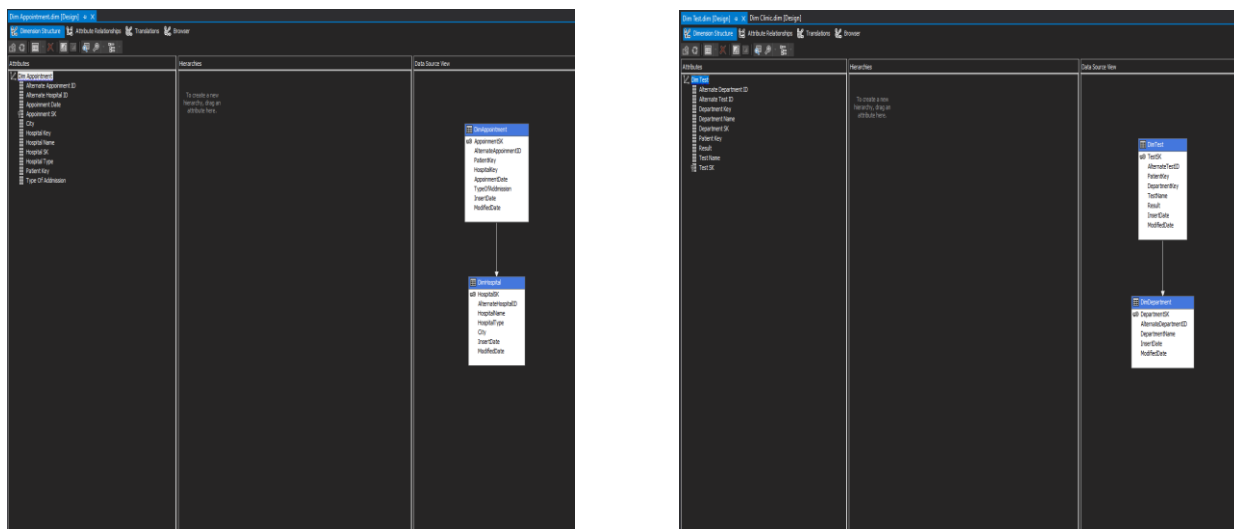 Dim Appointment.dim [Design]
Dimension Structure Attribute Relationships Translations Browser
Attributes Hierarchies Data Source View
Dim Appointment
Alternate Appoinment ID
Alternate Hospital ID
Appoinment Date
Appoinment SK
City
Hospital Key
Hospital Name
Hospital SK
Hospital Type
Patient Key
Type Of Addmission
To create a new
hierarchy, drag an
attribute here.
DimAppointment
AppoinmentSK
AlternateAppoinmentID
PatientKey
HospitalKey
AppoinmentDate
TypeOfAddmission
InsertDate
ModifiedDate
DimHospital
HospitalSK
AlternateHospitalID
HospitalName
HospitalType
City
InsertDate
ModifiedDate
Dim Test.dim [Design] Dim Clinic.dim [Design]
Dimension Structure Attribute Relationships Translations Browser
Attributes Hierarchies Data Source View
Dim Test
Alternate Department ID
Alternate Test ID
Department Key
Department Name
Department SK
Patient Key
Result
Test Name
Test SK
To create a new
hierarchy, drag an
attribute here.
DimTest
TestSK
AlternateTestID
PatientKey
DepartmentKey
TestName
Result
InsertDate
ModifiedDate
DimDepartment
DepartmentSK
AlternateDepartmentID
DepartmentName
InsertDate
ModifiedDate